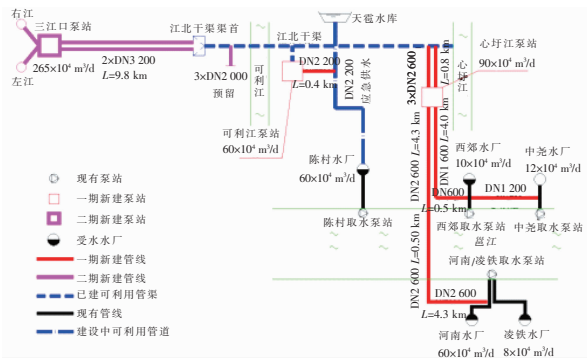 右江
三江口泵站
265×10⁴ m³/d
左江
2×DN3 200
L=9.8 km
江北干渠渠首
3×DN2 000
预留
可利江
江北干渠
DN2 200
L=0.4 km
可利江泵站
60×10⁴ m³/d
天雹水库
DN2 200
应急供水
陈村水厂
60×10⁴ m³/d
陈村取水泵站
3×DN2 600
L=0.8 km
心圩江泵站
90×10⁴ m³/d
心圩江
DN2 600 L=4.3 km
DN1 600 L=4.0 km
西郊水厂
10×10⁴ m³/d
中尧水厂
12×10⁴ m³/d
DN600
L=0.5 km
DN1 200
西郊取水泵站
中尧取水泵站
邕江
DN2 600 L=0.50 km
河南/凌铁取水泵站
DN2 600
L=4.3 km
河南水厂
60×10⁴ m³/d
凌铁水厂
8×10⁴ m³/d
现有泵站
一期新建泵站
二期新建泵站
受水水厂
一期新建管线
二期新建管线
已建可利用管渠
现有管线
建设中可利用管道